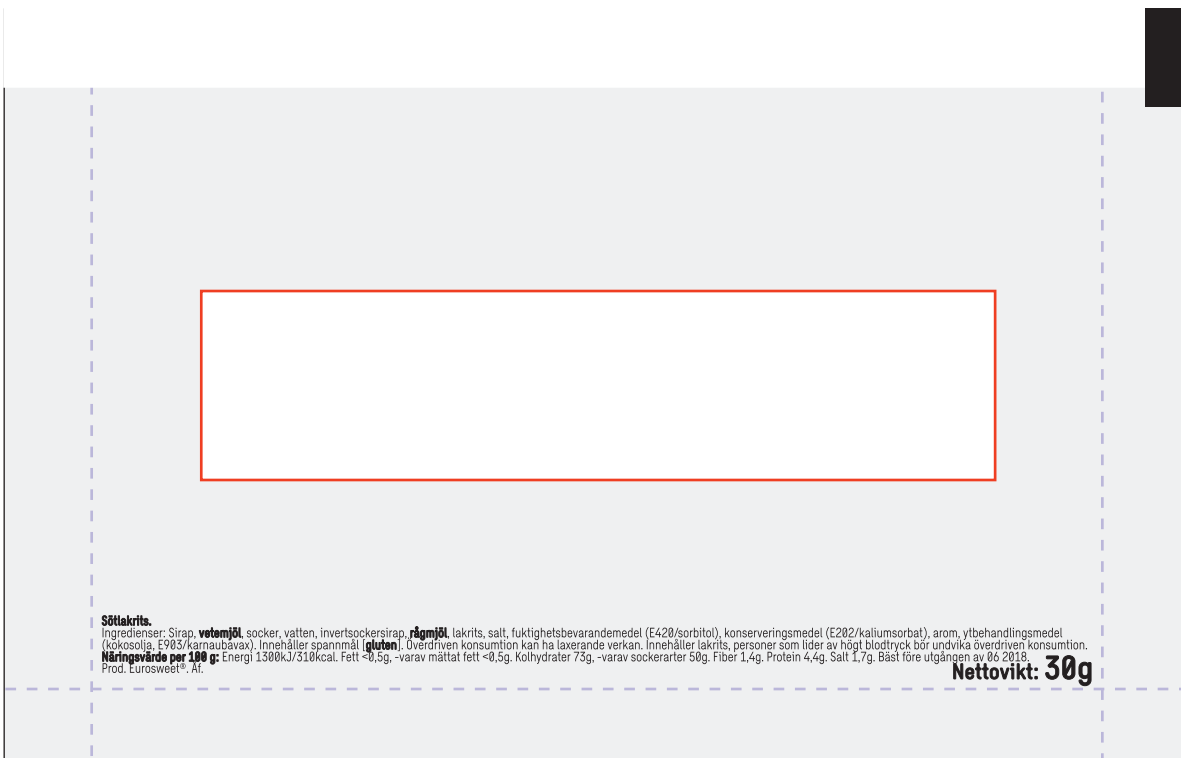 Sötlakrits.
Ingredienser: Sirap, vetemjöl, socker, vatten, invertsockersirap, rågmjöl, lakrits, salt, fuktighetsbevarandemedel (E420/sorbitol), konserveringsmedel (E202/kaliumsorbat), arom, ytbehandlingsmedel
(kokosolja, E903/karnaubavax). Innehåller spannmål [gluten]. Överdriven konsumtion kan ha laxerande verkan. Innehåller lakrits, personer som lider av högt blodtryck bör undvika överdriven konsumtion.
Näringsvärde per 100 g: Energi 1300kJ/310kcal. Fett <0,5g, -varav mättat fett <0,5g. Kolhydrater 73g, -varav sockerarter 50g. Fiber 1,4g. Protein 4,4g. Salt 1,7g. Bäst före utgången av 06 2018.
Prod. Eurosweet®. Af.
Nettovikt: 30g